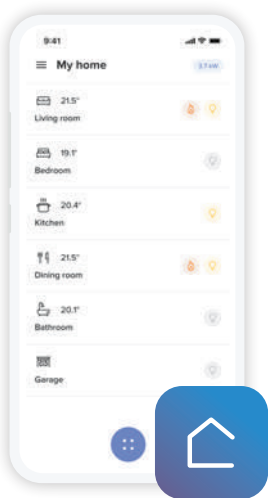 9:41
My home
3,1 kW
21.5°
Living room
19.1°
Bedroom
20.4°
Kitchen
21.5°
Dining room
20.1°
Bathroom
Garage